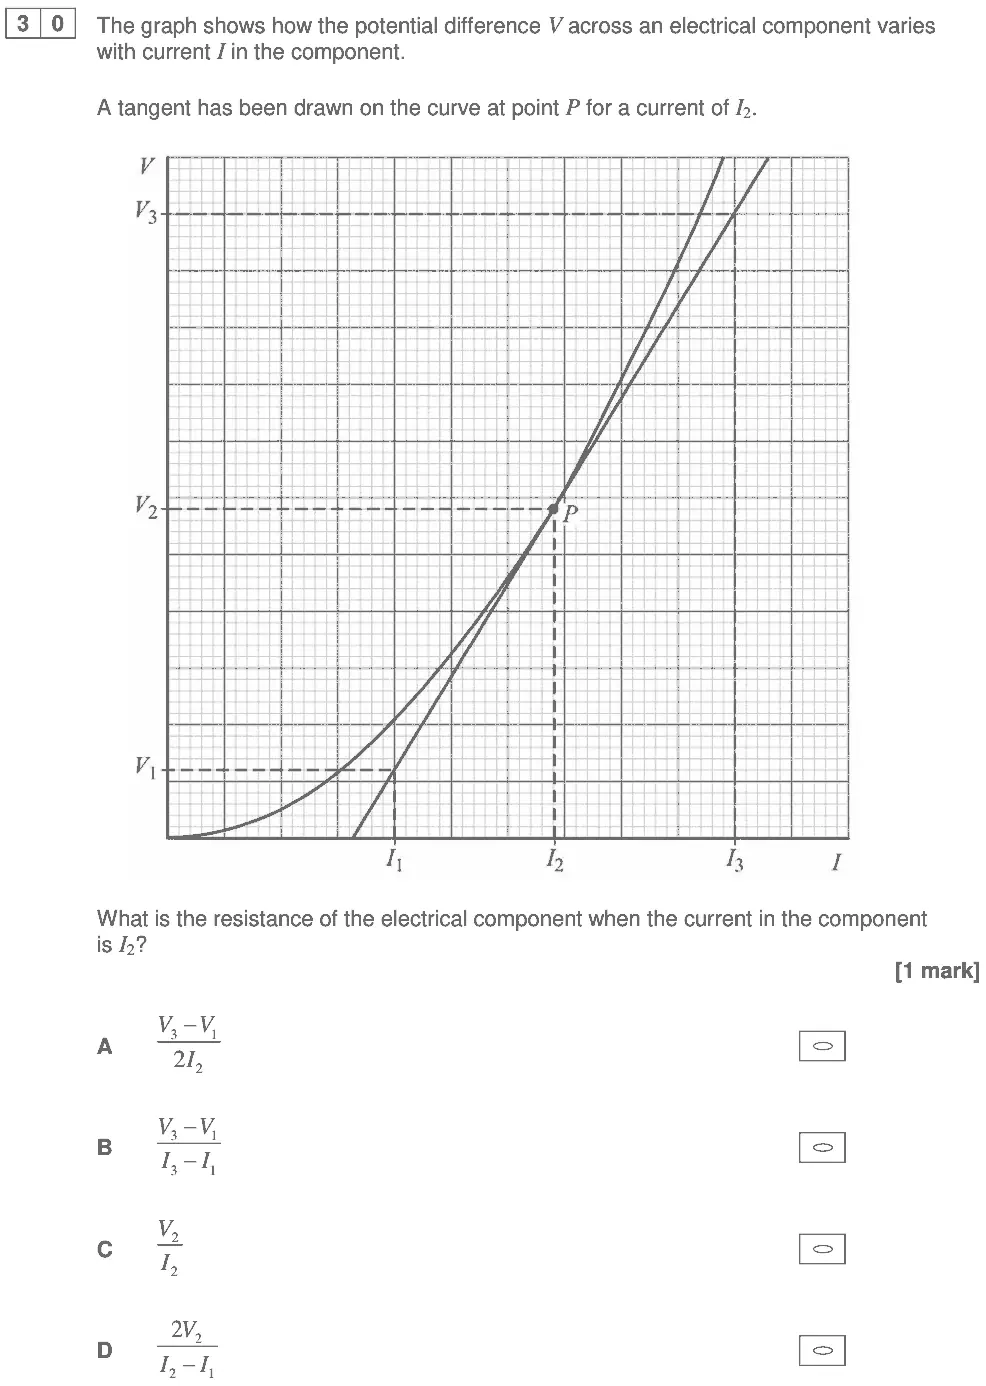 3 0 The graph shows how the potential difference V across an electrical component varies
with current I in the component.
A tangent has been drawn on the curve at point P for a current of I₂.
V
V₃
V₂
P
V₁
I₁ I₂ I₃ I
What is the resistance of the electrical component when the current in the component
is I₂?
[1 mark]
A (V₃ – V₁) / (2I₂)
B (V₃ – V₁) / (I₃ – I₁)
C V₂ / I₂
D 2V₂ / (I₂ – I₁)